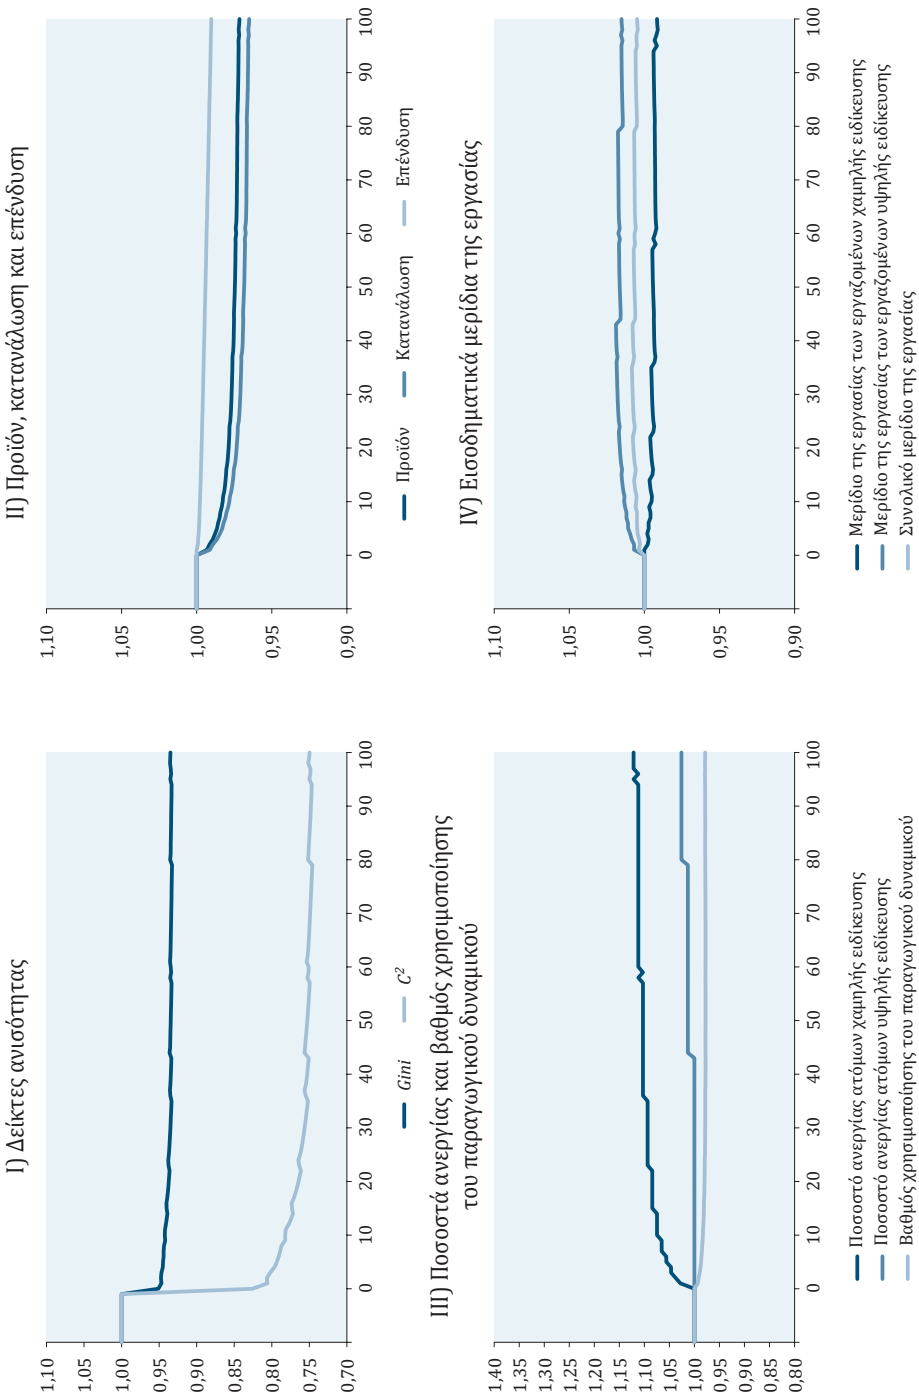 I) Δείκτες ανισότητας
1,10
1,05
1,00
0,95
0,90
0,85
0,80
0,75
0,70
0 10 20 30 40 50 60 70 80 90 100
Gini C²
II) Προϊόν, κατανάλωση και επένδυση
1,10
1,05
1,00
0,95
0,90
0 10 20 30 40 50 60 70 80 90 100
Προϊόν Κατανάλωση Επένδυση
III) Ποσοστά ανεργίας και βαθμός χρησιμοποίησης
του παραγωγικού δυναμικού
1,40
1,35
1,30
1,25
1,20
1,15
1,10
1,05
1,00
0,95
0,90
0,85
0,80
0 10 20 30 40 50 60 70 80 90 100
Ποσοστό ανεργίας ατόμων χαμηλής ειδίκευσης
Ποσοστό ανεργίας ατόμων υψηλής ειδίκευσης
Βαθμός χρησιμοποίησης του παραγωγικού δυναμικού
IV) Εισοδηματικά μερίδια της εργασίας
1,10
1,05
1,00
0,95
0,90
0 10 20 30 40 50 60 70 80 90 100
Μερίδιο της εργασίας των εργαζομένων χαμηλής ειδίκευσης
Μερίδιο της εργασίας των εργαζομένων υψηλής ειδίκευσης
Συνολικό μερίδιο της εργασίας